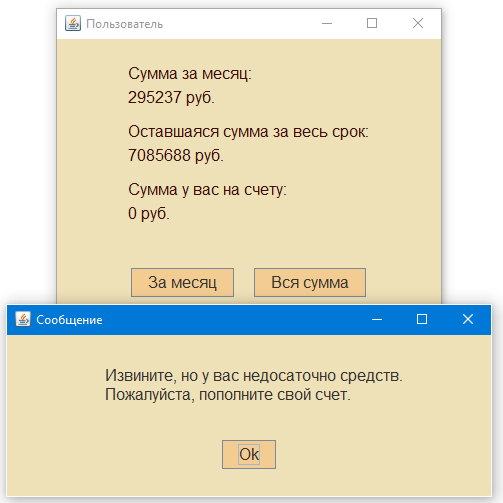 Пользователь
Сумма за месяц:
295237 руб.
Оставшаяся сумма за весь срок:
7085688 руб.
Сумма у вас на счету:
0 руб.
За месяц
Вся сумма
Сообщение
Извините, но у вас недосаточно средств.
Пожалуйста, пополните свой счет.
Ok